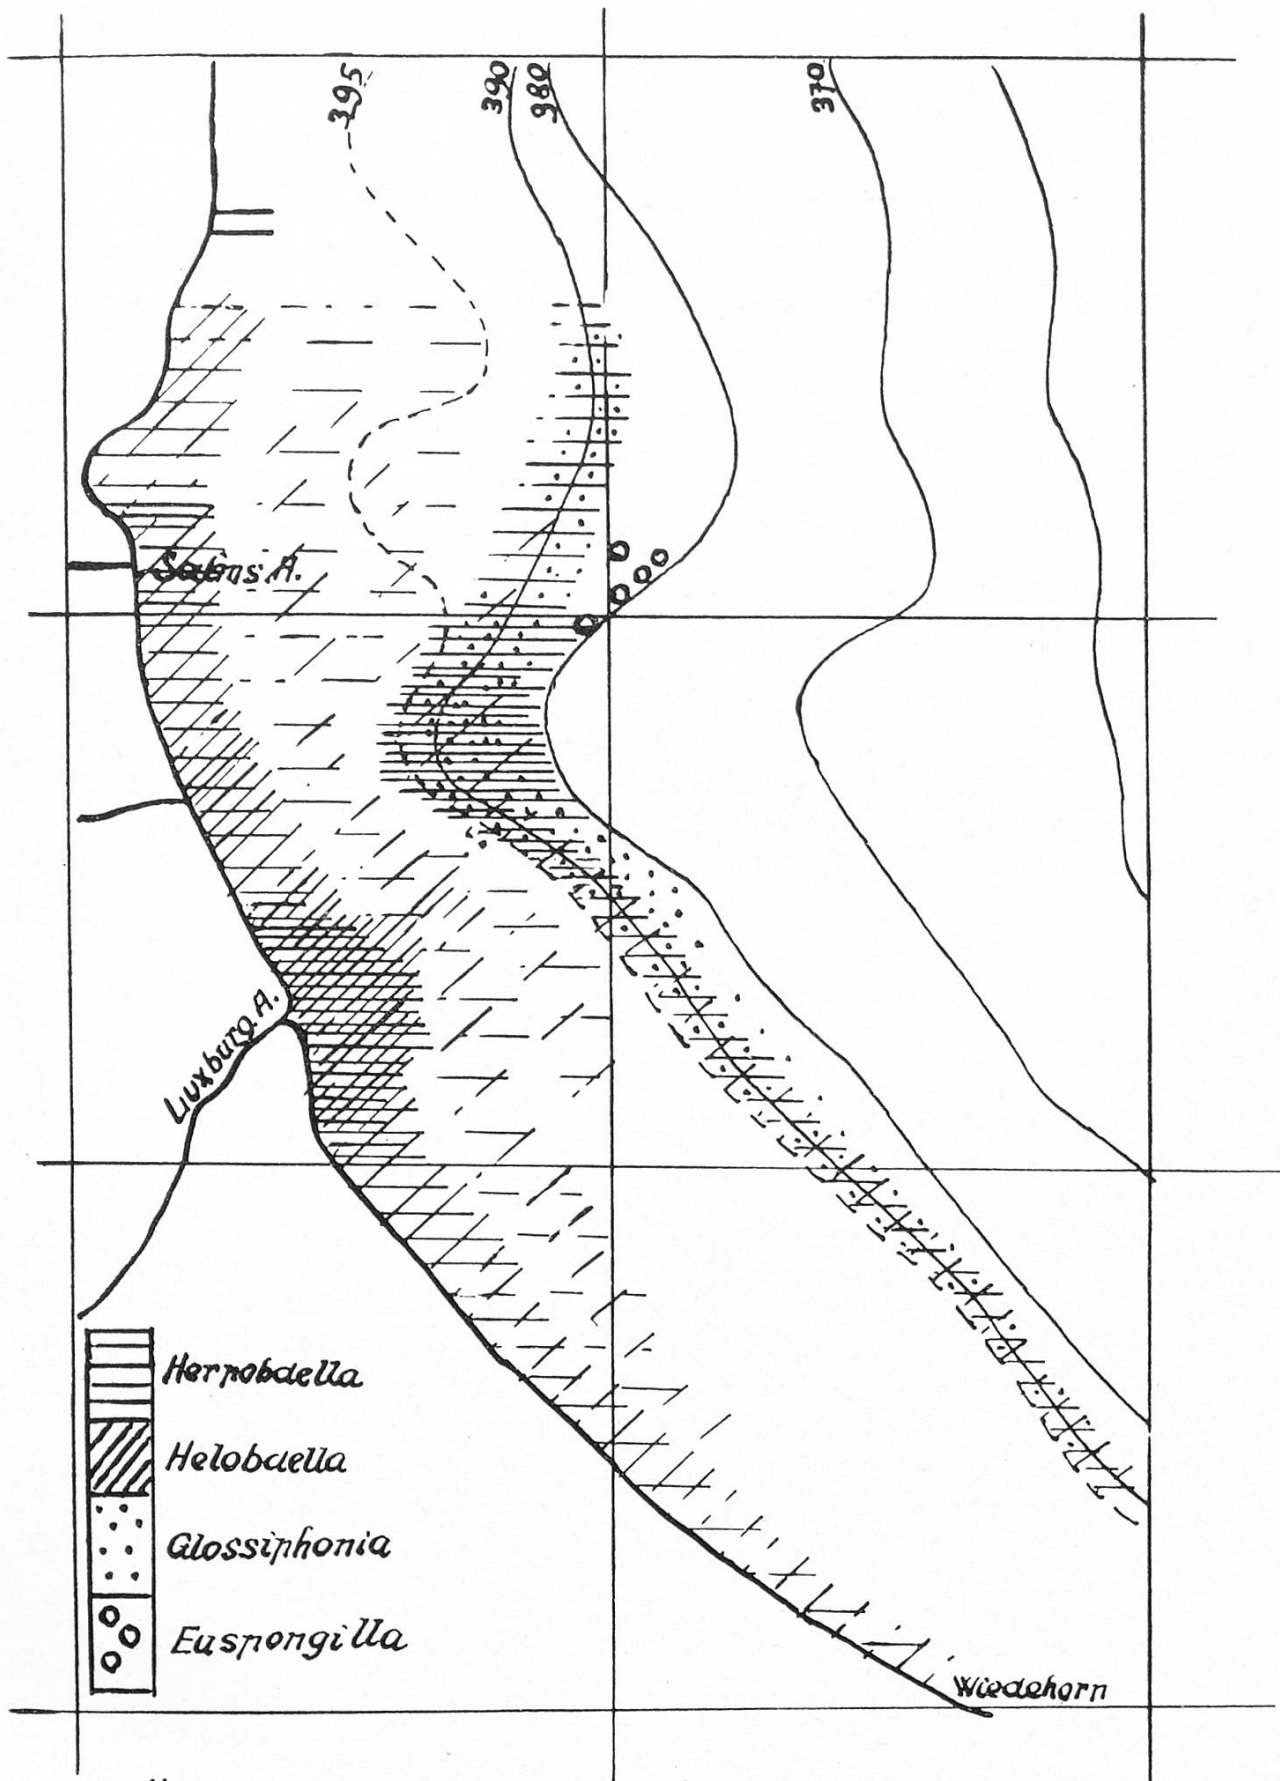 395
390
380
370
Salms. A.
Luxburg. A.
Herpobdella
Helobdella
Glossiphonia
Euspongilla
Wiedehorn